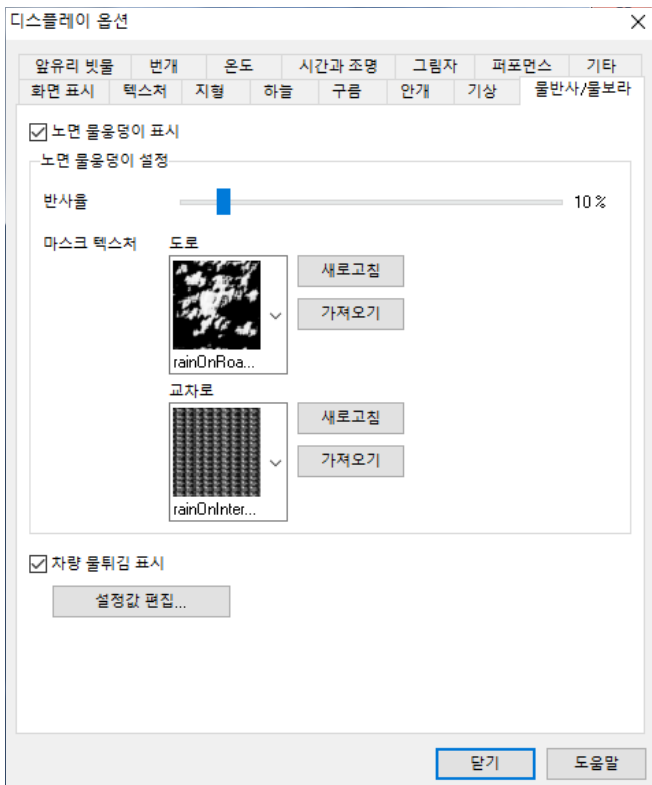 디스플레이 옵션
앞유리 빗물 번개 온도 시간과 조명 그림자 퍼포먼스 기타
화면 표시 텍스처 지형 하늘 구름 안개 기상 물반사/물보라
노면 물웅덩이 표시
노면 물웅덩이 설정
반사율 10 %
마스크 텍스처 도로
새로고침
가져오기
rainOnRoa...
교차로
새로고침
가져오기
rainOnInter...
차량 물튀김 표시
설정값 편집...
닫기 도움말